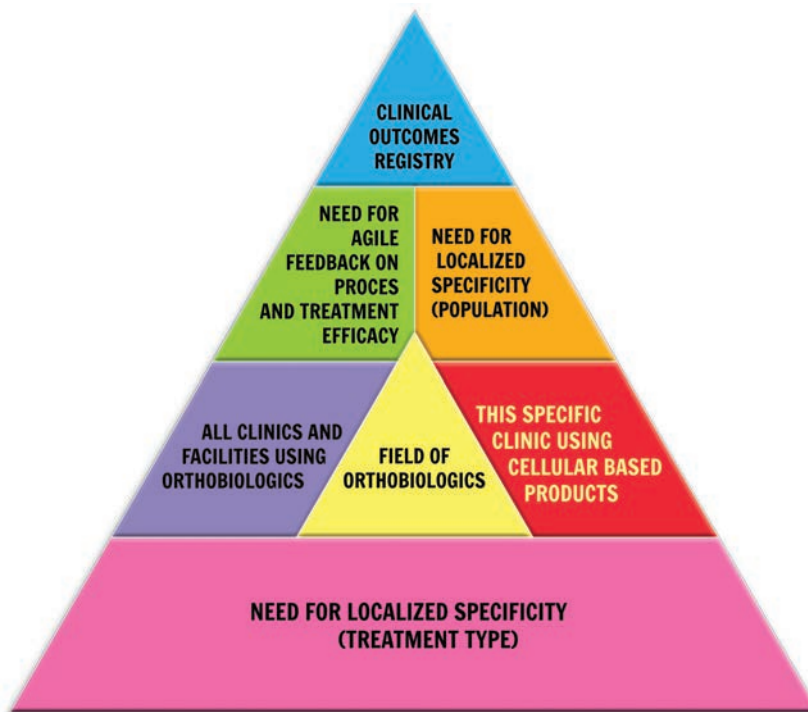 CLINICAL
OUTCOMES
REGISTRY
NEED FOR
AGILE
FEEDBACK ON
PROCES
AND TREATMENT
EFFICACY
NEED FOR
LOCALIZED
SPECIFICITY
(POPULATION)
ALL CLINICS AND
FACILITIES USING
ORTHOBIOLOGICS
FIELD OF
ORTHOBIOLOGICS
THIS SPECIFIC
CLINIC USING
CELLULAR BASED
PRODUCTS
NEED FOR LOCALIZED SPECIFICITY
(TREATMENT TYPE)